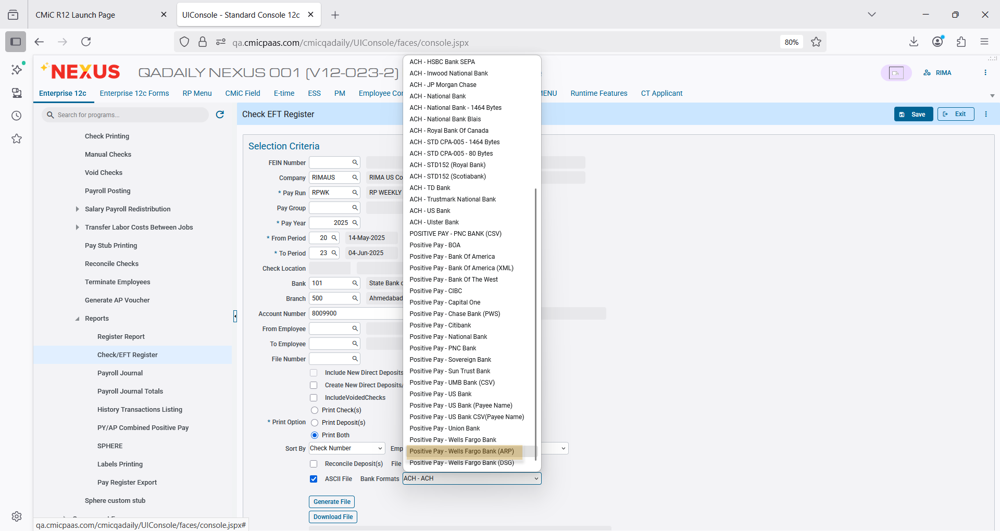 CMiC R12 Launch Page
UIConsole - Standard Console 12c
qa.cmicpaas.com/cmicqadaily/UIConsole/faces/console.jspx
80%
NEXUS
QADAILY NEXUS 001 (V12-023-2)
RIMA
Enterprise 12c
Enterprise 12c Forms
RP Menu
CMiC Field
E-time
ESS
PM
Employee Cor
MENU
Runtime Features
CT Applicant
Search for programs...
Check Printing
Manual Checks
Void Checks
Payroll Posting
Salary Payroll Redistribution
Transfer Labor Costs Between Jobs
Pay Stub Printing
Reconcile Checks
Terminate Employees
Generate AP Voucher
Reports
Register Report
Check/EFT Register
Payroll Journal
Payroll Journal Totals
History Transactions Listing
PY/AP Combined Positive Pay
SPHERE
Labels Printing
Pay Register Export
Sphere custom stub
qa.cmicpaas.com/cmicqadaily/UIConsole/faces/console.jspx#
Check EFT Register
Save
Exit
Selection Criteria
FEIN Number
Company RIMAUS RIMA US Co
* Pay Run RPWK RP WEEKLY
Pay Group
* Pay Year 2025
* From Period 20 14-May-2025
* To Period 23 04-Jun-2025
Check Location
Bank 101 State Bank o
Branch 500 Ahmedabad
Account Number 8009900
From Employee
To Employee
File Number
Include New Direct Deposits
Create New Direct Deposits/
IncludeVoidedChecks
Print Check(s)
* Print Option Print Deposit(s)
Print Both
Sort By Check Number Emp
Reconcile Deposit(s) File
ASCII File Bank Formats ACH - ACH
Generate File
Download File
ACH - HSBC Bank SEPA
ACH - Inwood National Bank
ACH - JP Morgan Chase
ACH - National Bank
ACH - National Bank - 1464 Bytes
ACH - National Bank Blais
ACH - Royal Bank Of Canada
ACH - STD CPA-005 - 1464 Bytes
ACH - STD CPA-005 - 80 Bytes
ACH - STD152 (Royal Bank)
ACH - STD152 (Scotiabank)
ACH - TD Bank
ACH - Trustmark National Bank
ACH - US Bank
ACH - Ulster Bank
POSITIVE PAY - PNC BANK (CSV)
Positive Pay - BOA
Positive Pay - Bank Of America
Positive Pay - Bank Of America (XML)
Positive Pay - Bank Of The West
Positive Pay - CIBC
Positive Pay - Capital One
Positive Pay - Chase Bank (PWS)
Positive Pay - Citibank
Positive Pay - National Bank
Positive Pay - PNC Bank
Positive Pay - Sovereign Bank
Positive Pay - Sun Trust Bank
Positive Pay - UMB Bank (CSV)
Positive Pay - US Bank
Positive Pay - US Bank (Payee Name)
Positive Pay - US Bank CSV(Payee Name)
Positive Pay - Union Bank
Positive Pay - Wells Fargo Bank
Positive Pay - Wells Fargo Bank (ARP)
Positive Pay - Wells Fargo Bank (DSG)